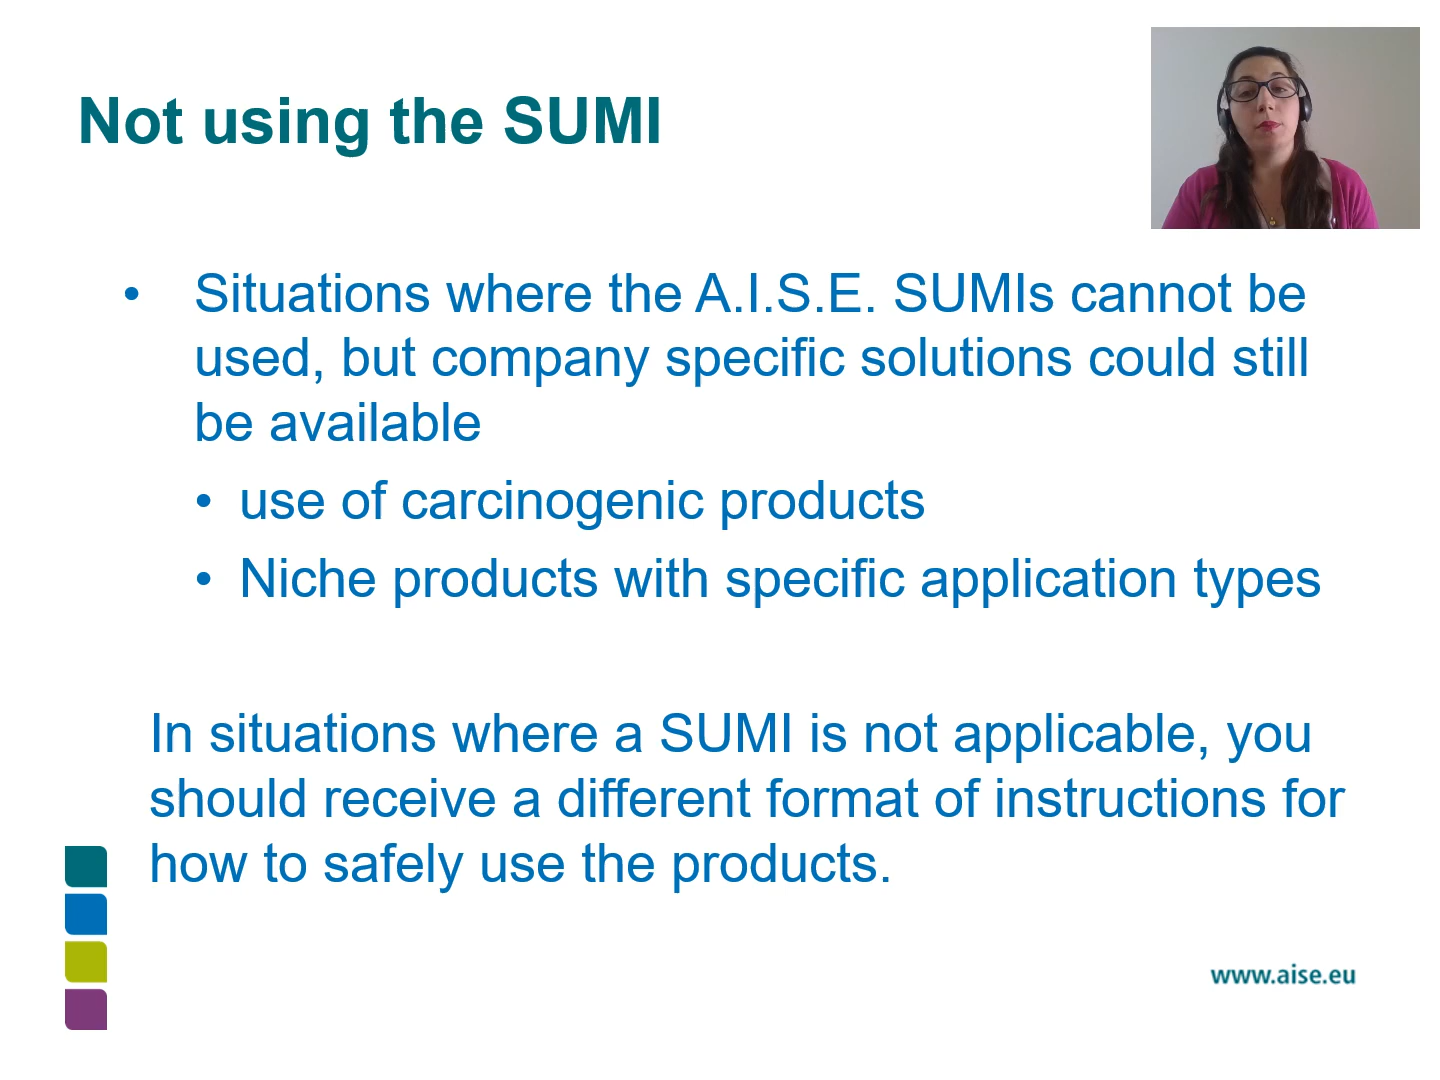 Not using the SUMI
• Situations where the A.I.S.E. SUMIs cannot be
used, but company specific solutions could still
be available
• use of carcinogenic products
• Niche products with specific application types
In situations where a SUMI is not applicable, you
should receive a different format of instructions for
how to safely use the products.
www.aise.eu